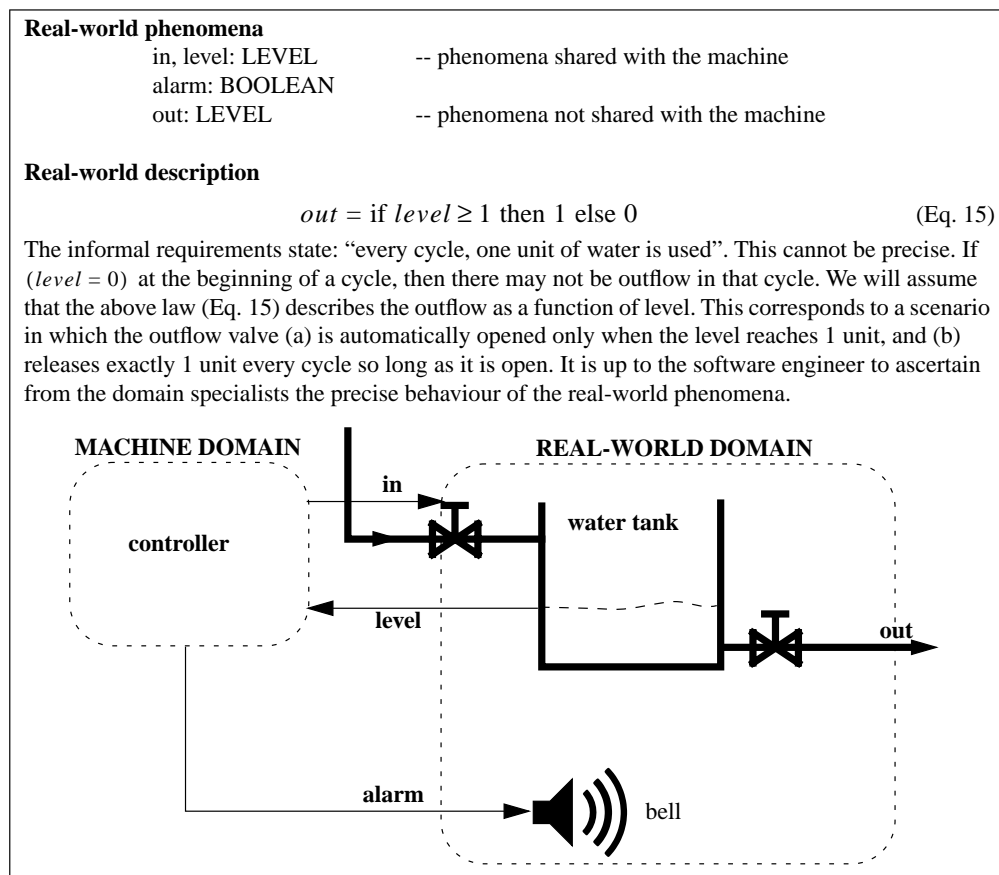 Real-world phenomena
in, level: LEVEL -- phenomena shared with the machine
alarm: BOOLEAN
out: LEVEL -- phenomena not shared with the machine
Real-world description
out = if level ≥ 1 then 1 else 0 (Eq. 15)
The informal requirements state: “every cycle, one unit of water is used”. This cannot be precise. If
(level = 0) at the beginning of a cycle, then there may not be outflow in that cycle. We will assume
that the above law (Eq. 15) describes the outflow as a function of level. This corresponds to a scenario
in which the outflow valve (a) is automatically opened only when the level reaches 1 unit, and (b)
releases exactly 1 unit every cycle so long as it is open. It is up to the software engineer to ascertain
from the domain specialists the precise behaviour of the real-world phenomena.
MACHINE DOMAIN
REAL-WORLD DOMAIN
in
water tank
controller
level
out
alarm
bell